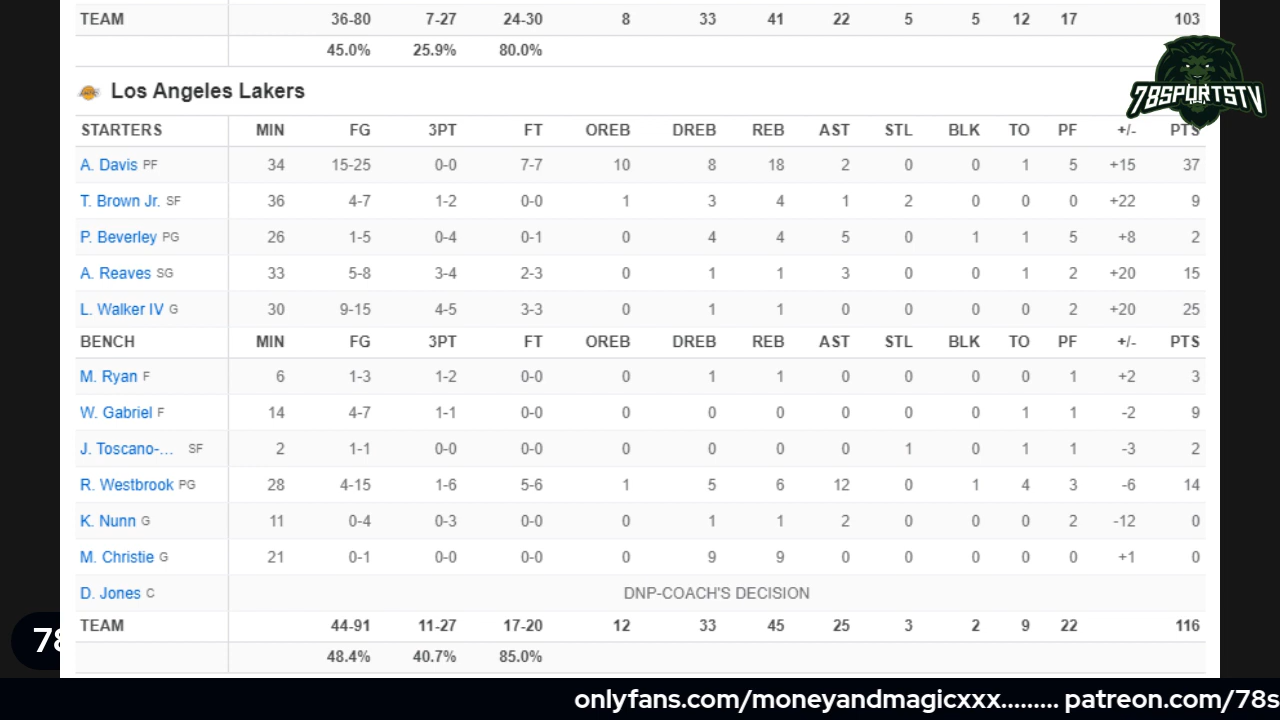 TEAM 36-80 7-27 24-30 8 33 41 22 5 5 12 17 103
45.0% 25.9% 80.0%
Los Angeles Lakers
78SPORTSTV
STARTERS MIN FG 3PT FT OREB DREB REB AST STL BLK TO PF +/- PTS
A. Davis PF 34 15-25 0-0 7-7 10 8 18 2 0 0 1 5 +15 37
T. Brown Jr. SF 36 4-7 1-2 0-0 1 3 4 1 2 0 0 0 +22 9
P. Beverley PG 26 1-5 0-4 0-1 0 4 4 5 0 1 1 5 +8 2
A. Reaves SG 33 5-8 3-4 2-3 0 1 1 3 0 0 1 2 +20 15
L. Walker IV G 30 9-15 4-5 3-3 0 1 1 0 0 0 0 2 +20 25
BENCH MIN FG 3PT FT OREB DREB REB AST STL BLK TO PF +/- PTS
M. Ryan F 6 1-3 1-2 0-0 0 1 1 0 0 0 0 1 +2 3
W. Gabriel F 14 4-7 1-1 0-0 0 0 0 0 0 0 1 1 -2 9
J. Toscano-... SF 2 1-1 0-0 0-0 0 0 0 0 1 0 1 1 -3 2
R. Westbrook PG 28 4-15 1-6 5-6 1 5 6 12 0 1 4 3 -6 14
K. Nunn G 11 0-4 0-3 0-0 0 1 1 2 0 0 0 2 -12 0
M. Christie G 21 0-1 0-0 0-0 0 9 9 0 0 0 0 0 +1 0
D. Jones C DNP-COACH'S DECISION
TEAM 44-91 11-27 17-20 12 33 45 25 3 2 9 22 116
48.4% 40.7% 85.0%
78
onlyfans.com/moneyandmagicxxx......... patreon.com/78s